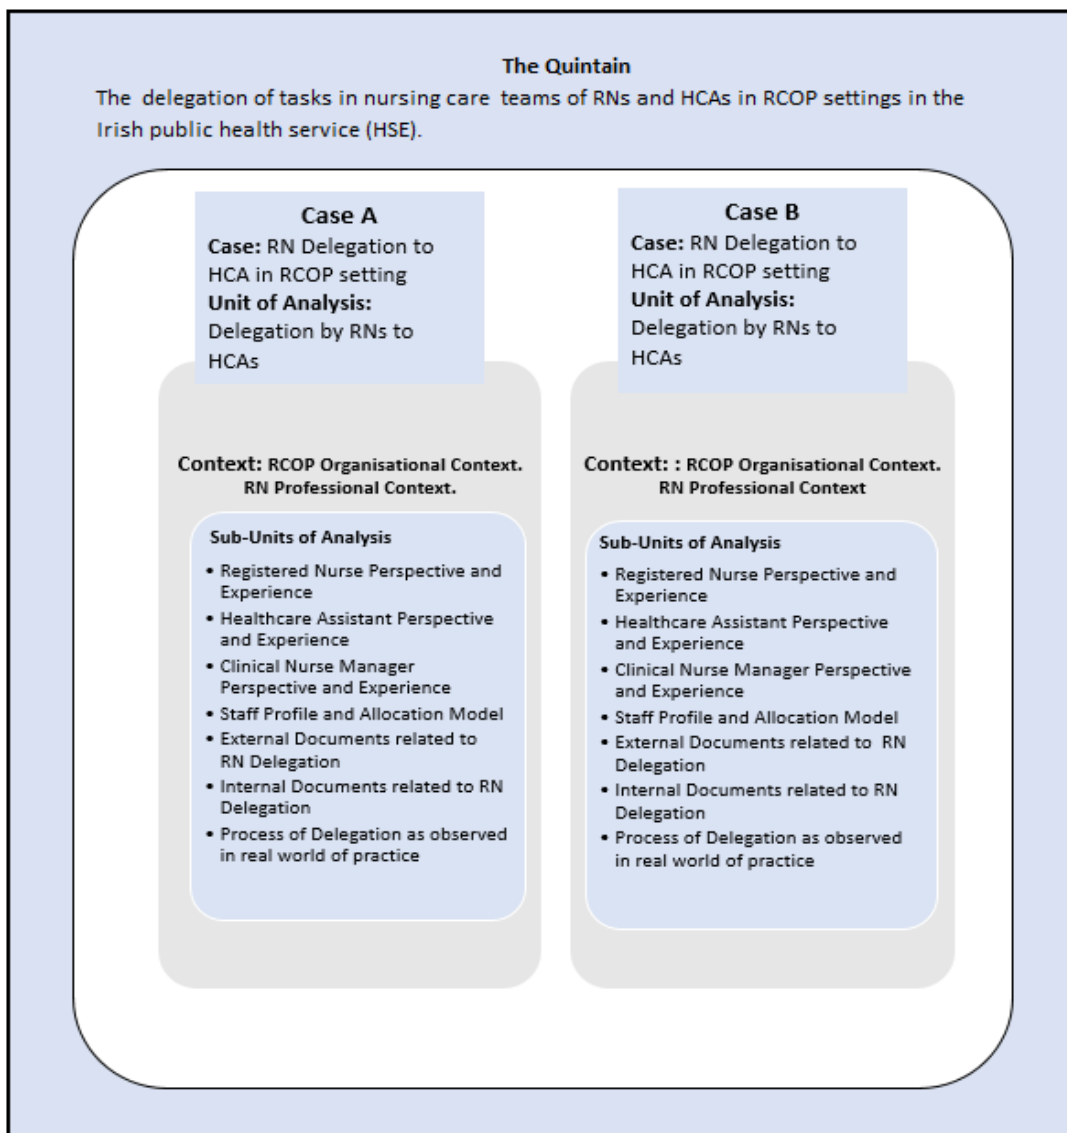 The Quintain
The delegation of tasks in nursing care teams of RNs and HCAs in RCOP settings in the
Irish public health service (HSE).
Case A
Case: RN Delegation to
HCA in RCOP setting
Unit of Analysis:
Delegation by RNs to
HCAs
Context: RCOP Organisational Context.
RN Professional Context.
Sub-Units of Analysis
• Registered Nurse Perspective and
Experience
• Healthcare Assistant Perspective
and Experience
• Clinical Nurse Manager
Perspective and Experience
• Staff Profile and Allocation Model
• External Documents related to
RN Delegation
• Internal Documents related to RN
Delegation
• Process of Delegation as observed
in real world of practice
Case B
Case: RN Delegation to
HCA in RCOP setting
Unit of Analysis:
Delegation by RNs to
HCAs
Context: : RCOP Organisational Context.
RN Professional Context
Sub-Units of Analysis
• Registered Nurse Perspective and
Experience
• Healthcare Assistant Perspective
and Experience
• Clinical Nurse Manager Perspective
and Experience
• Staff Profile and Allocation Model
• External Documents related to RN
Delegation
• Internal Documents related to RN
Delegation
• Process of Delegation as observed
in real world of practice